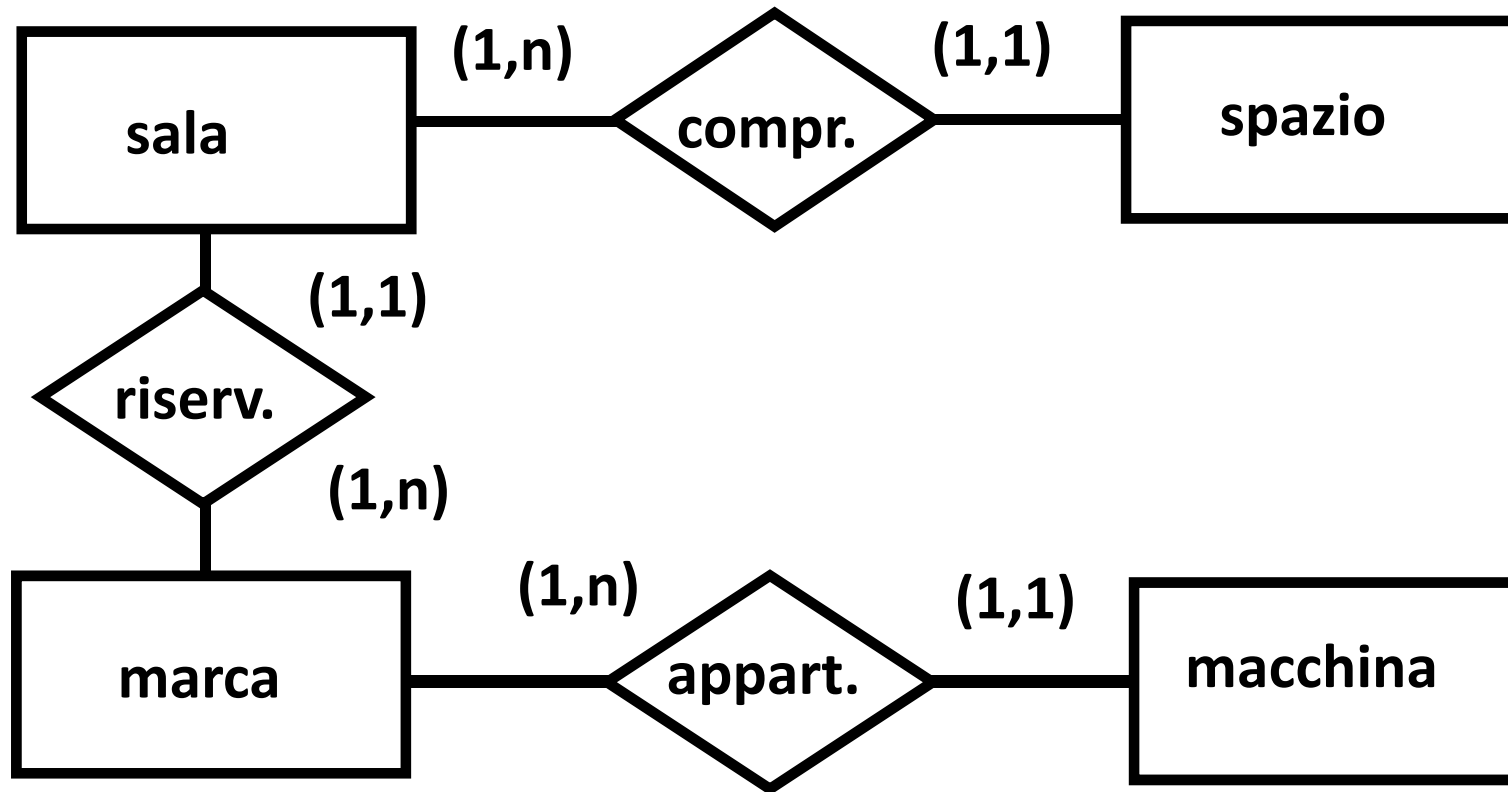 (1,n)
(1,1)
sala
compr.
spazio
(1,1)
riserv.
(1,n)
(1,n)
(1,1)
marca
appart.
macchina